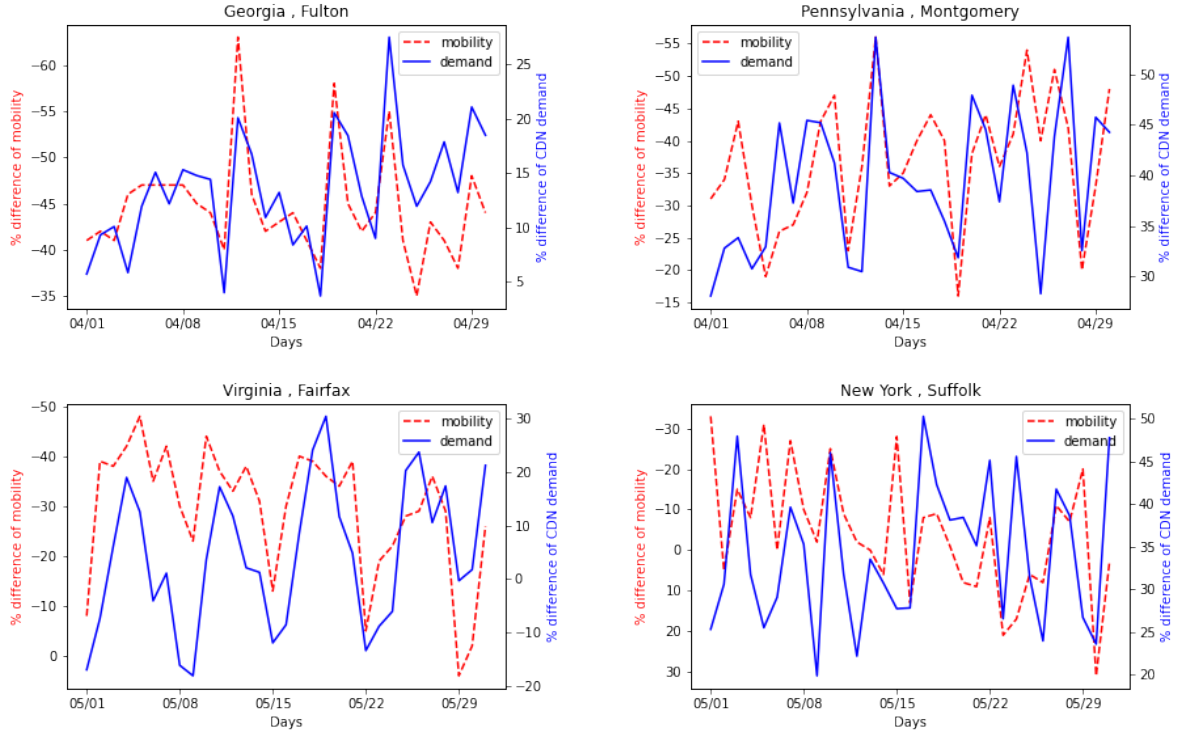 Georgia , Fulton
% difference of mobility
−60
−55
−50
−45
−40
−35
mobility
demand
25
20
15
10
5
% difference of CDN demand
04/01
04/08
04/15
04/22
04/29
Days
Pennsylvania , Montgomery
% difference of mobility
−55
−50
−45
−40
−35
−30
−25
−20
−15
mobility
demand
50
45
40
35
30
% difference of CDN demand
04/01
04/08
04/15
04/22
04/29
Days
Virginia , Fairfax
% difference of mobility
−50
−40
−30
−20
−10
0
mobility
demand
30
20
10
0
−10
−20
% difference of CDN demand
05/01
05/08
05/15
05/22
05/29
Days
New York , Suffolk
% difference of mobility
−30
−20
−10
0
10
20
30
mobility
demand
50
45
40
35
30
25
20
% difference of CDN demand
05/01
05/08
05/15
05/22
05/29
Days